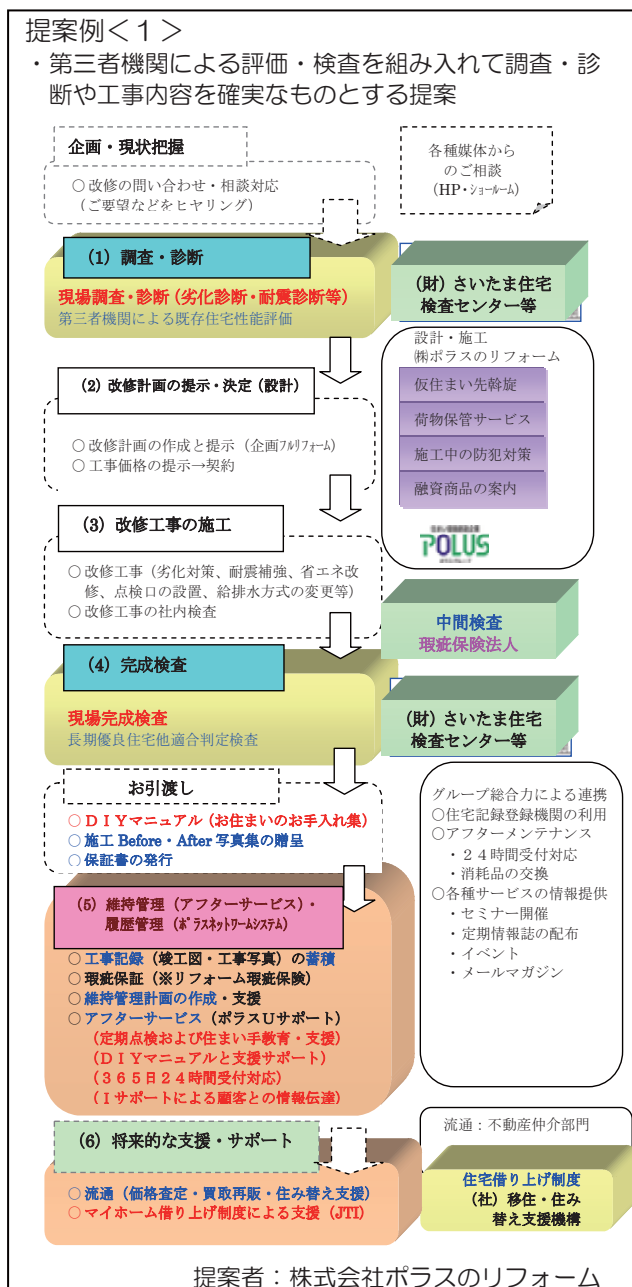 提案例<1>
・第三者機関による評価・検査を組み入れて調査・診
断や工事内容を確実なものとする提案
企画・現状把握
○改修の問い合わせ・相談対応
(ご要望などをヒヤリング)
各種媒体から
のご相談
(HP・ショールーム)
(1)調査・診断
現場調査・診断(劣化診断・耐震診断等)
第三者機関による既存住宅性能評価
(財)さいたま住宅
検査センター等
設計・施工
㈱ポラスのリフォーム
仮住まい先斡旋
荷物保管サービス
施工中の防犯対策
融資商品の案内
POLUS
(2)改修計画の提示・決定(設計)
○改修計画の作成と提示(企画フルリフォーム)
○工事価格の提示→契約
(3)改修工事の施工
○改修工事(劣化対策、耐震補強、省エネ改
修、点検口の設置、給排水方式の変更等)
○改修工事の社内検査
中間検査
瑕疵保険法人
(4)完成検査
現場完成検査
長期優良住宅他適合判定検査
(財)さいたま住宅
検査センター等
お引渡し
○DIYマニュアル(お住まいのお手入れ集)
○施工Before・After写真集の贈呈
○保証書の発行
グループ総合力による連携
○住宅記録登録機関の利用
○アフターメンテナンス
・24時間受付対応
・消耗品の交換
○各種サービスの情報提供
・セミナー開催
・定期情報誌の配布
・イベント
・メールマガジン
(5)維持管理(アフターサービス)・
履歴管理(ポラスネットワームシステム)
○工事記録(竣工図・工事写真)の蓄積
○瑕疵保証(※リフォーム瑕疵保険)
○維持管理計画の作成・支援
○アフターサービス(ポラスUサポート)
(定期点検および住まい手教育・支援)
(DIYマニュアルと支援サポート)
(365日24時間受付対応)
(Iサポートによる顧客との情報伝達)
(6)将来的な支援・サポート
○流通(価格査定・買取再販・住み替え支援)
○マイホーム借り上げ制度による支援(JTI)
流通:不動産仲介部門
住宅借り上げ制度
(社)移住・住み
替え支援機構
提案者:株式会社ポラスのリフォーム